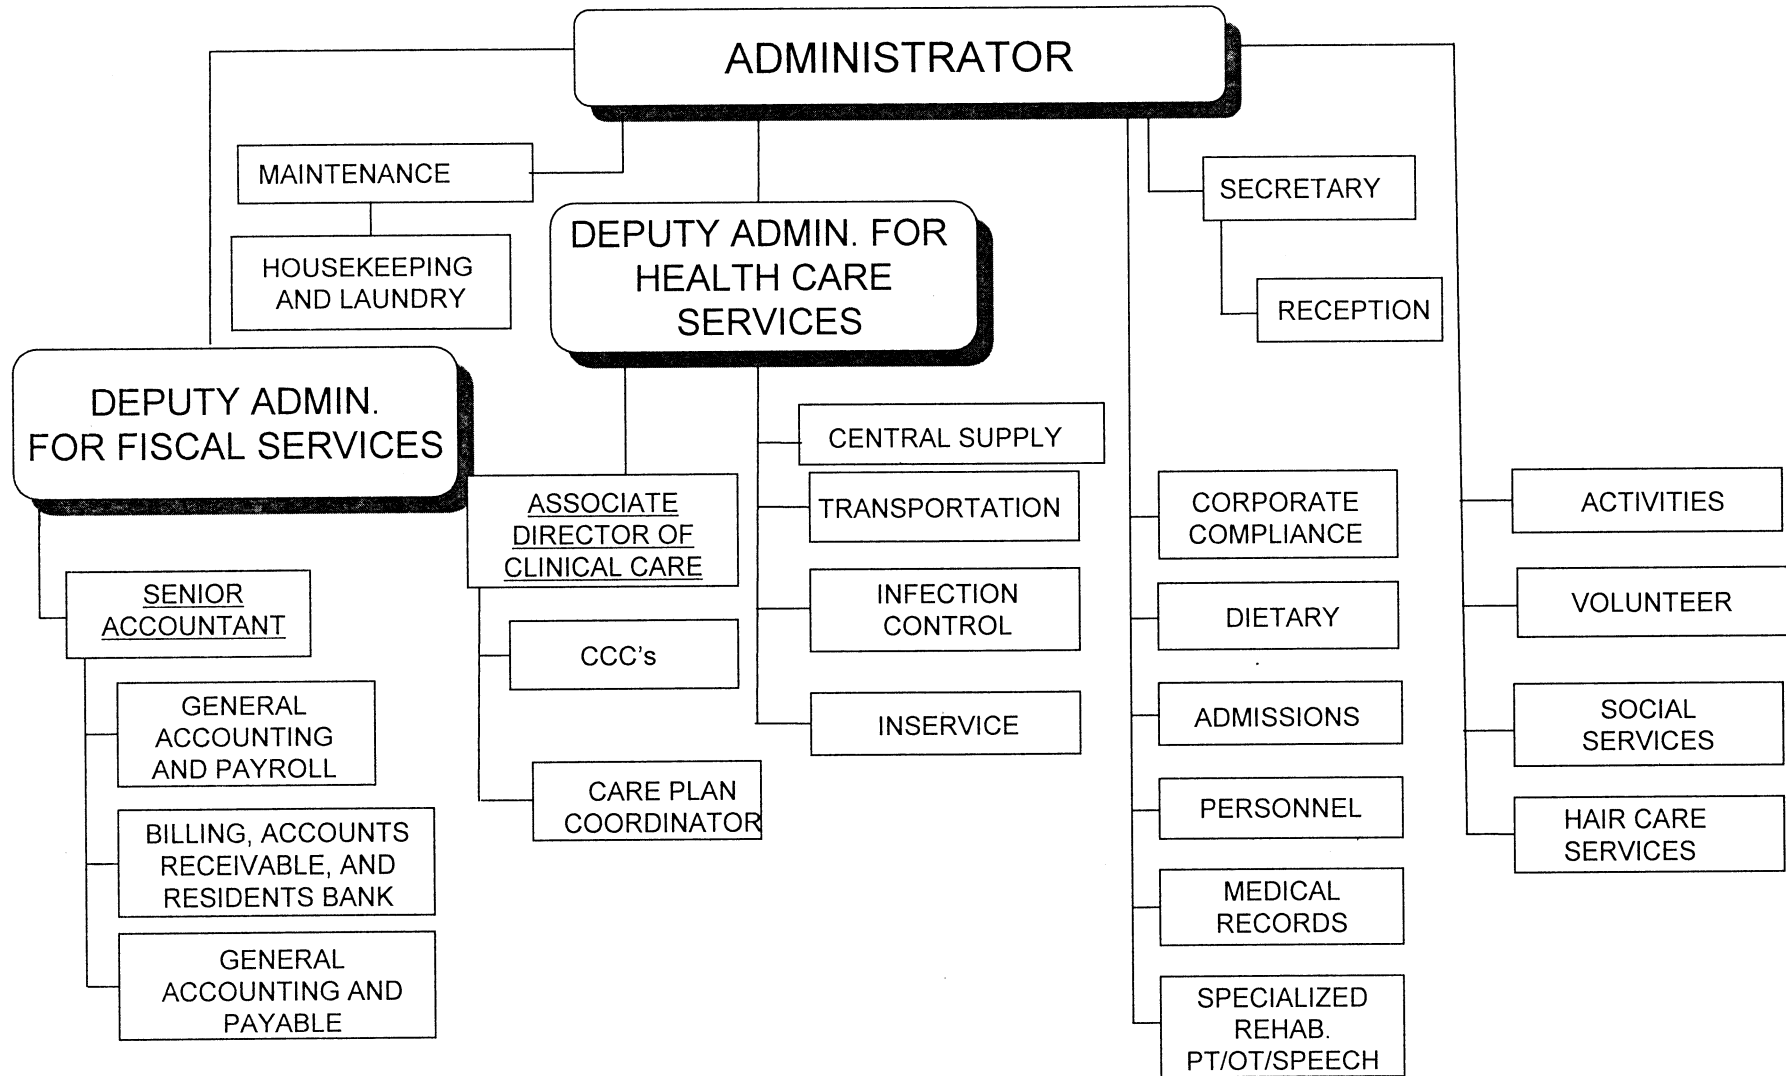 ADMINISTRATOR
MAINTENANCE
HOUSEKEEPING
AND LAUNDRY
DEPUTY ADMIN. FOR
HEALTH CARE
SERVICES
SECRETARY
RECEPTION
DEPUTY ADMIN.
FOR FISCAL SERVICES
SENIOR
ACCOUNTANT
GENERAL
ACCOUNTING
AND PAYROLL
BILLING, ACCOUNTS
RECEIVABLE, AND
RESIDENTS BANK
GENERAL
ACCOUNTING AND
PAYABLE
ASSOCIATE
DIRECTOR OF
CLINICAL CARE
CCC's
CARE PLAN
COORDINATOR
CENTRAL SUPPLY
TRANSPORTATION
INFECTION
CONTROL
INSERVICE
CORPORATE
COMPLIANCE
DIETARY
ADMISSIONS
PERSONNEL
MEDICAL
RECORDS
SPECIALIZED
REHAB.
PT/OT/SPEECH
ACTIVITIES
VOLUNTEER
SOCIAL
SERVICES
HAIR CARE
SERVICES